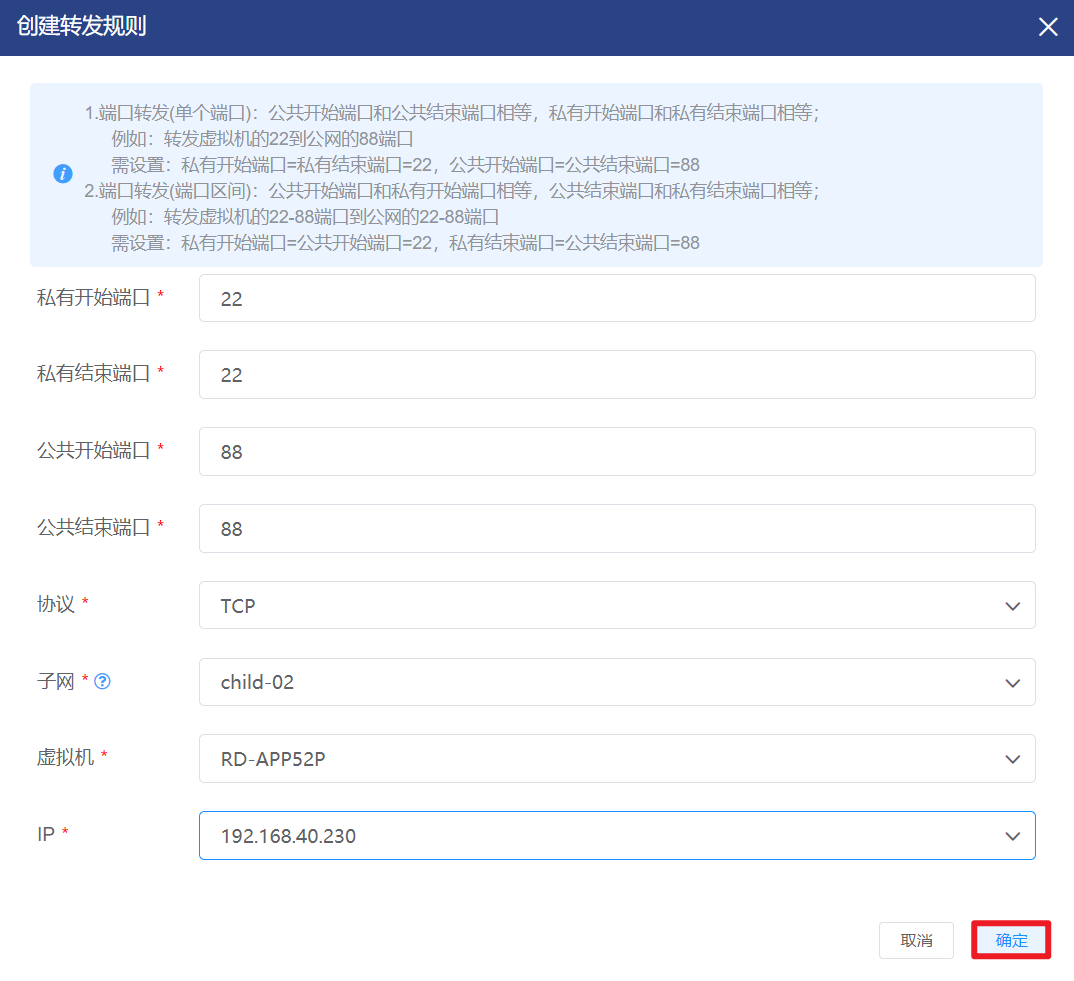 创建转发规则
1.端口转发(单个端口)：公共开始端口和公共结束端口相等，私有开始端口和私有结束端口相等；
例如：转发虚拟机的22到公网的88端口
需设置：私有开始端口=私有结束端口=22，公共开始端口=公共结束端口=88
2.端口转发(端口区间)：公共开始端口和私有开始端口相等，公共结束端口和私有结束端口相等；
例如：转发虚拟机的22-88端口到公网的22-88端口
需设置：私有开始端口=公共开始端口=22，私有结束端口=公共结束端口=88
私有开始端口 * 22
私有结束端口 * 22
公共开始端口 * 88
公共结束端口 * 88
协议 * TCP
子网 * child-02
虚拟机 * RD-APP52P
IP * 192.168.40.230
取消 确定